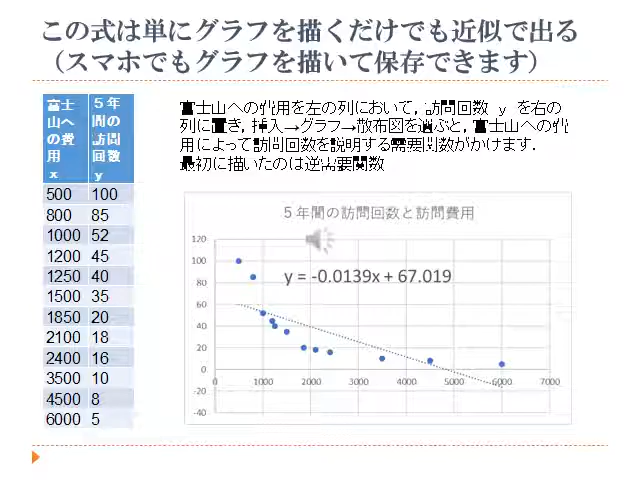 この式は単にグラフを描くだけでも近似で出る
（スマホでもグラフを描いて保存できます）
富士山への費用 x
５年間の訪問回数 y
500 100
800 85
1000 52
1200 45
1250 40
1500 35
1850 20
2100 18
2400 16
3500 10
4500 8
6000 5
富士山への費用を左の列において，訪問回数 y を右の
列に置き，挿入→グラフ→散布図を選ぶと，富士山への費
用によって訪問回数を説明する需要関数がかけます．
最初に描いたのは逆需要関数
５年間の訪問回数と訪問費用
y = -0.0139x + 67.019
120
100
80
60
40
20
0
-20
-40
0 1000 2000 3000 4000 5000 6000 7000